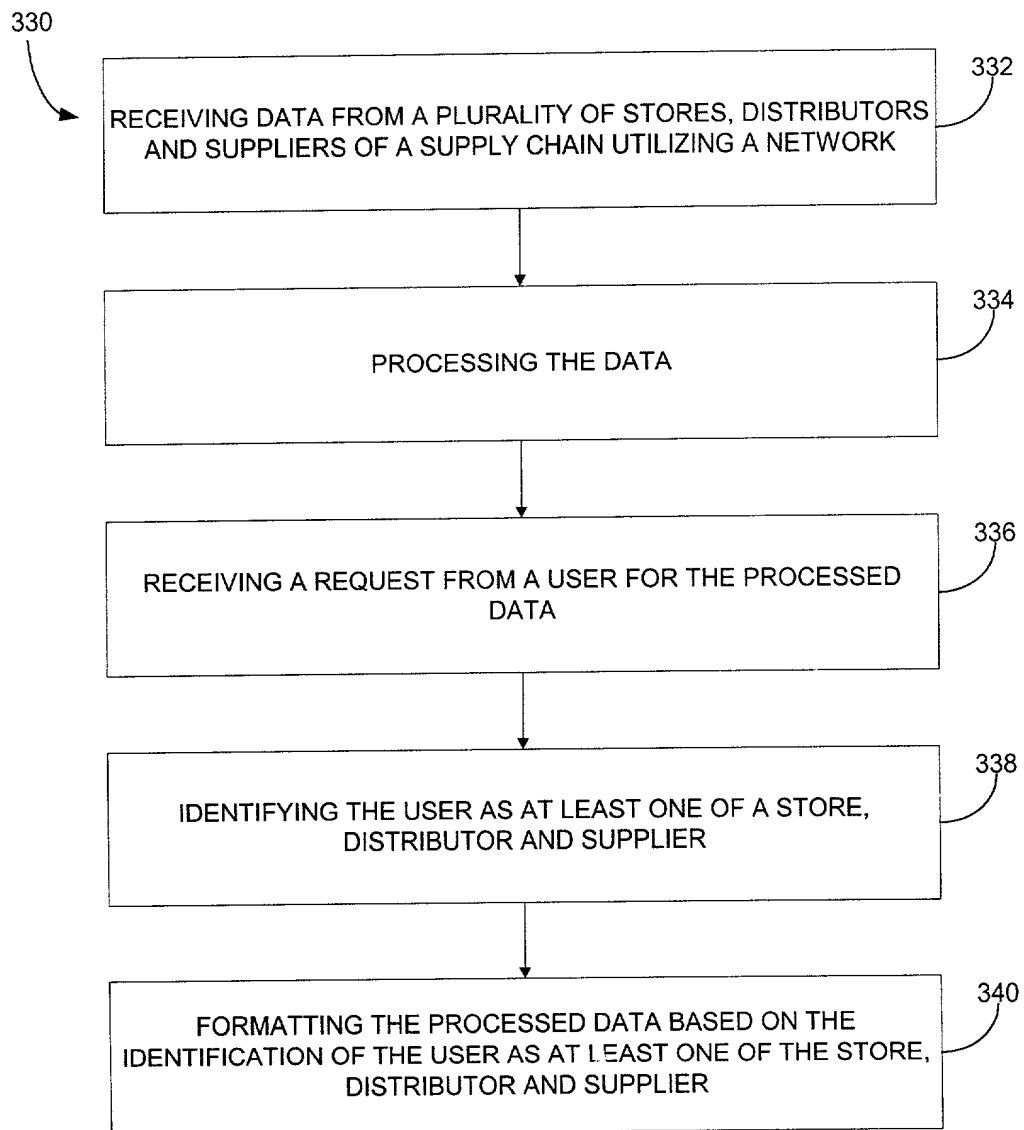 330
332
RECEIVING DATA FROM A PLURALITY OF STORES, DISTRIBUTORS
AND SUPPLIERS OF A SUPPLY CHAIN UTILIZING A NETWORK
334
PROCESSING THE DATA
336
RECEIVING A REQUEST FROM A USER FOR THE PROCESSED
DATA
338
IDENTIFYING THE USER AS AT LEAST ONE OF A STORE,
DISTRIBUTOR AND SUPPLIER
340
FORMATTING THE PROCESSED DATA BASED ON THE
IDENTIFICATION OF THE USER AS AT LEAST ONE OF THE STORE,
DISTRIBUTOR AND SUPPLIER